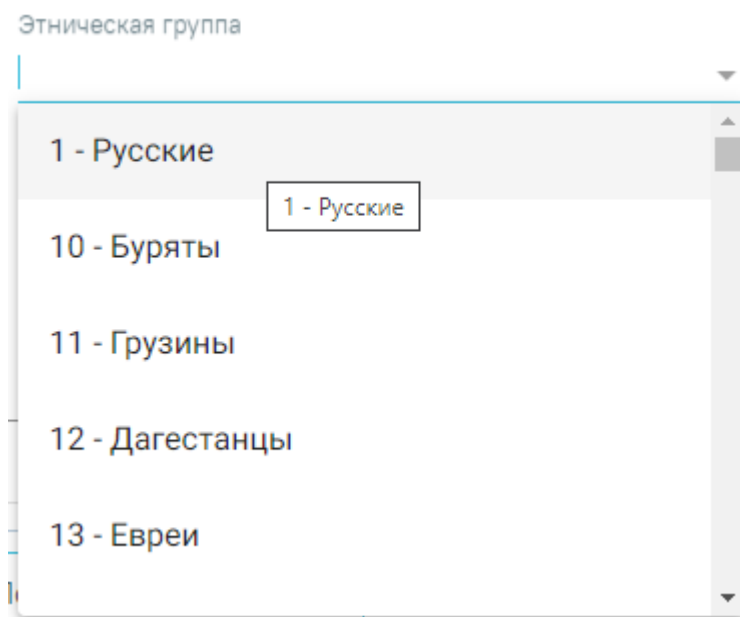 Этническая группа
1 - Русские
1 - Русские
10 - Буряты
11 - Грузины
12 - Дагестанцы
13 - Евреи